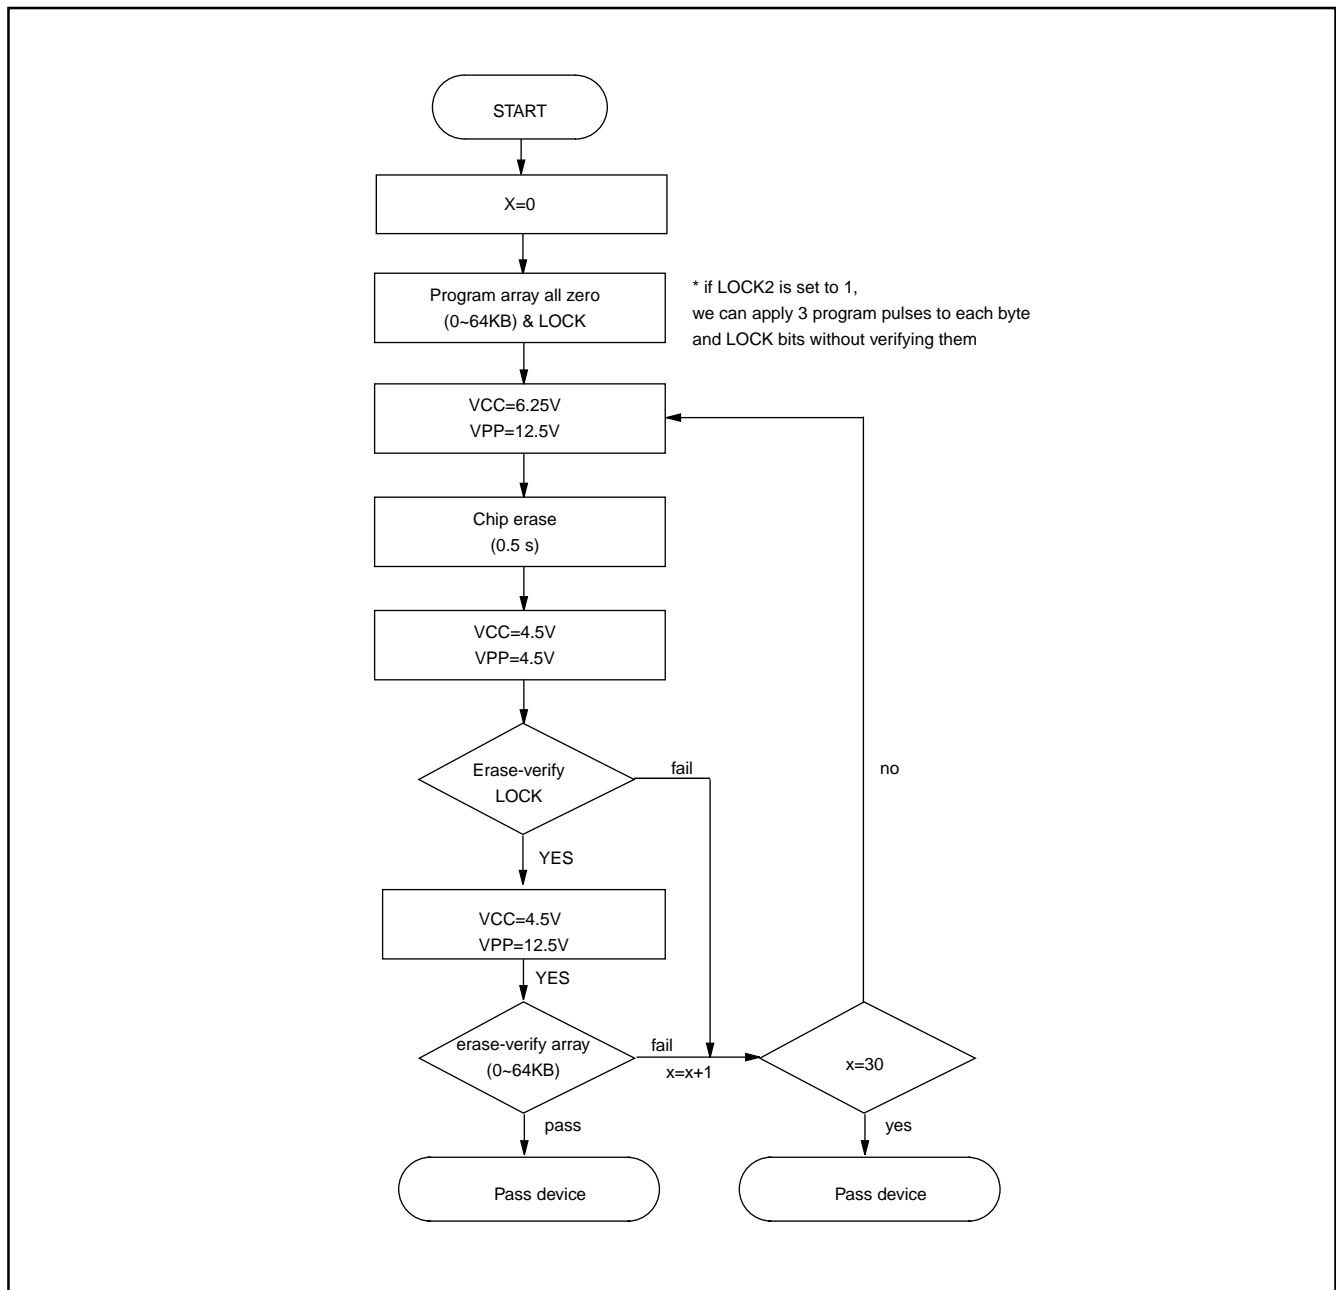 START
X=0
Program array all zero
(0~64KB) & LOCK
* if LOCK2 is set to 1,
we can apply 3 program pulses to each byte
and LOCK bits without verifying them
VCC=6.25V
VPP=12.5V
Chip erase
(0.5 s)
VCC=4.5V
VPP=4.5V
Erase-verify
LOCK
fail
no
YES
VCC=4.5V
VPP=12.5V
YES
erase-verify array
(0~64KB)
fail
x=x+1
x=30
pass
yes
Pass device
Pass device